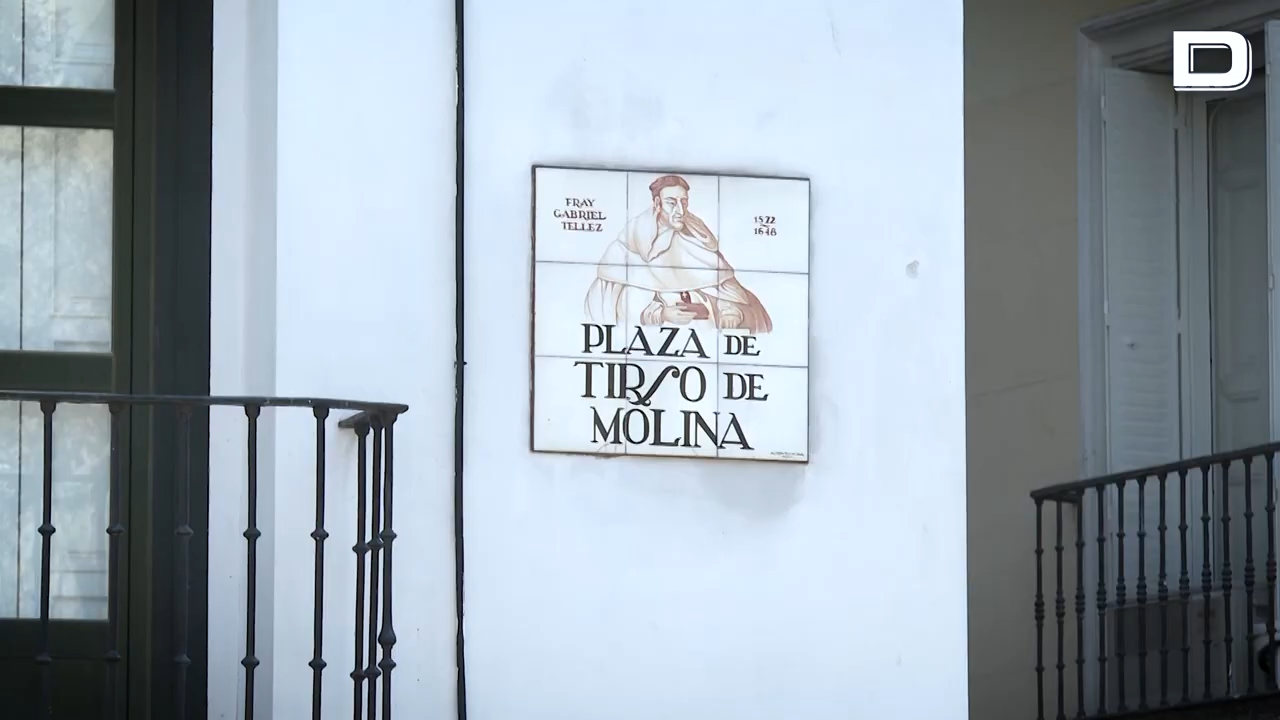 D
FRAY
GABRIEL
TELLEZ
1522
1648
PLAZA DE
TIRSO DE
MOLINA